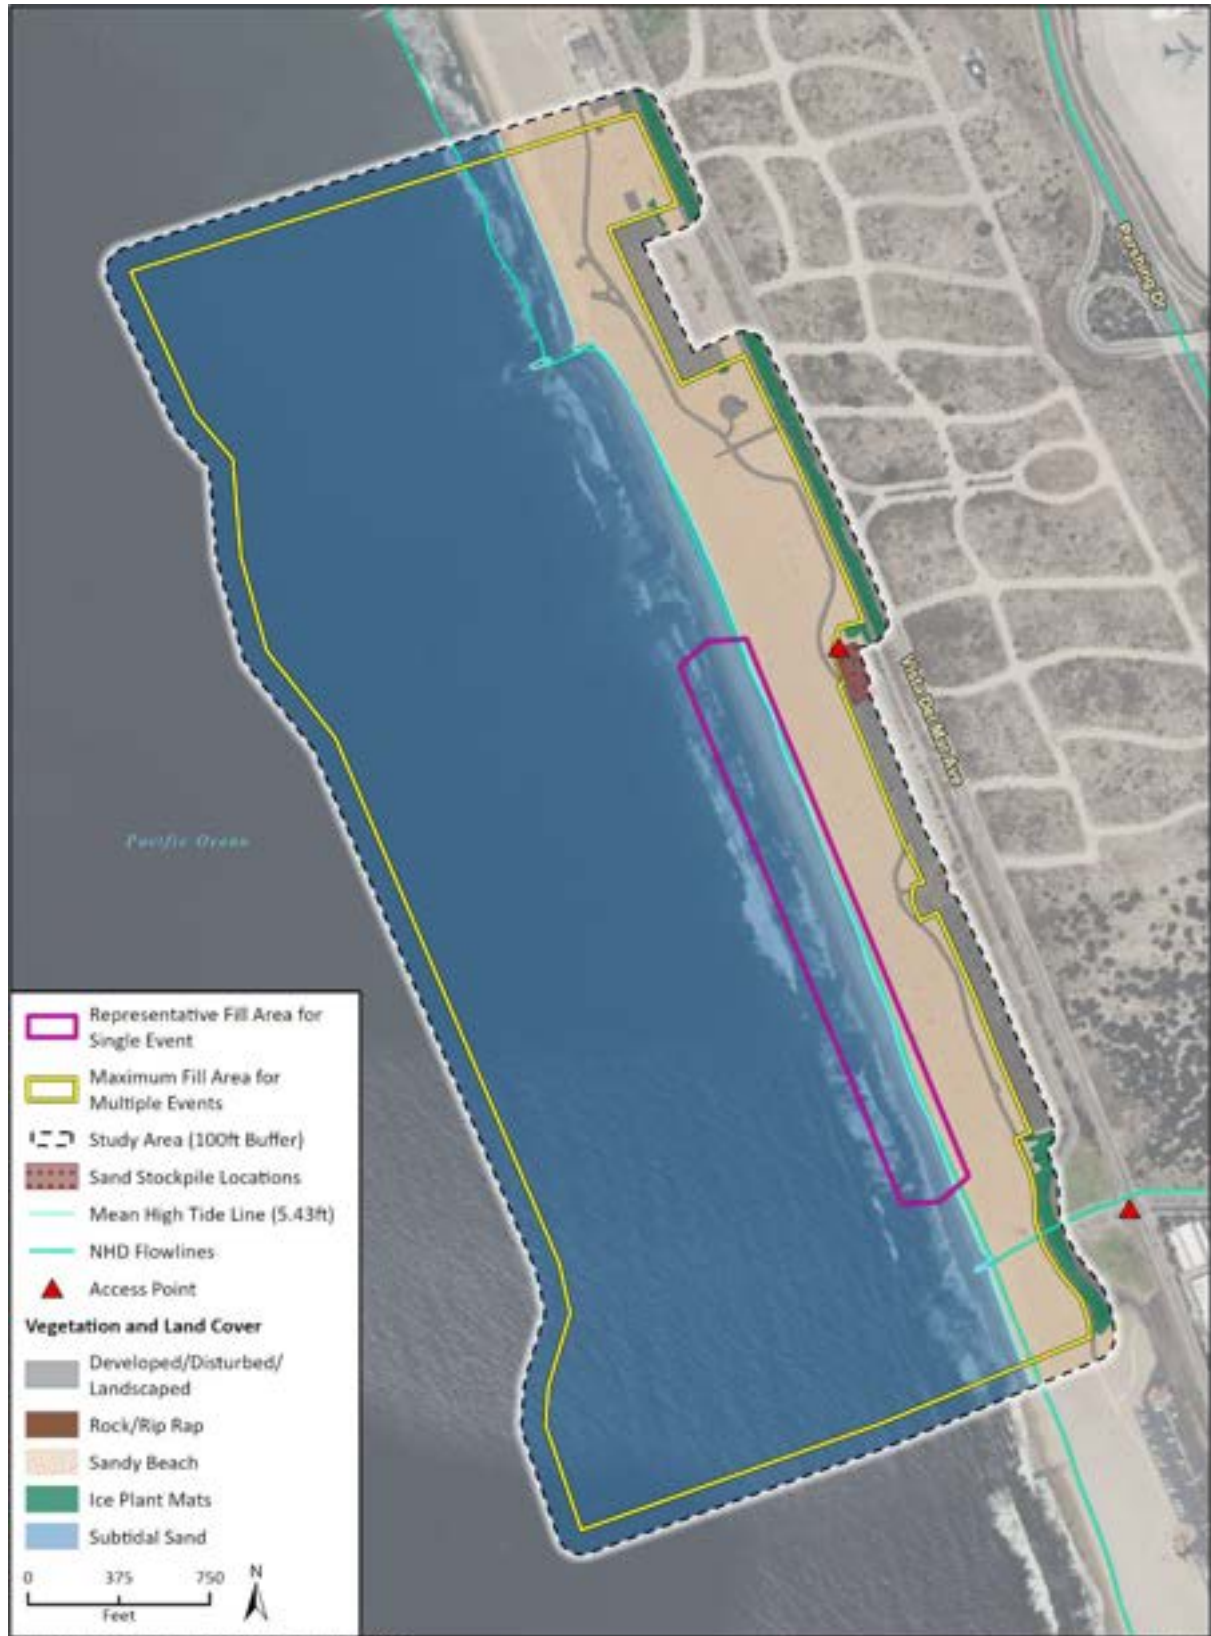 Pershing Dr
Vista Del Mar Ave
Pacific Ocean
Representative Fill Area for
Single Event
Maximum Fill Area for
Multiple Events
Study Area (100ft Buffer)
Sand Stockpile Locations
Mean High Tide Line (5.43ft)
NHD Flowlines
Access Point
Vegetation and Land Cover
Developed/Disturbed/
Landscaped
Rock/Rip Rap
Sandy Beach
Ice Plant Mats
Subtidal Sand
0 375 750 N
Feet